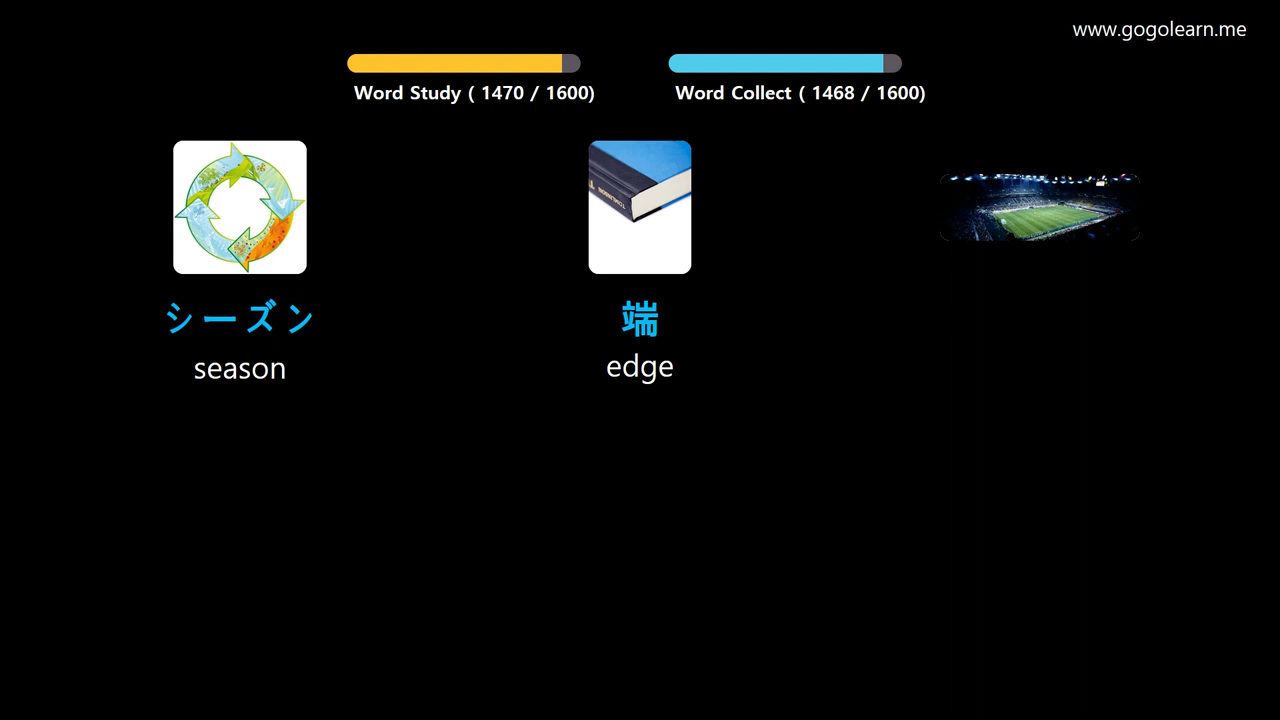 www.gogolearn.me
Word Study ( 1470 / 1600)
Word Collect ( 1468 / 1600)
シーズン
season
端
edge